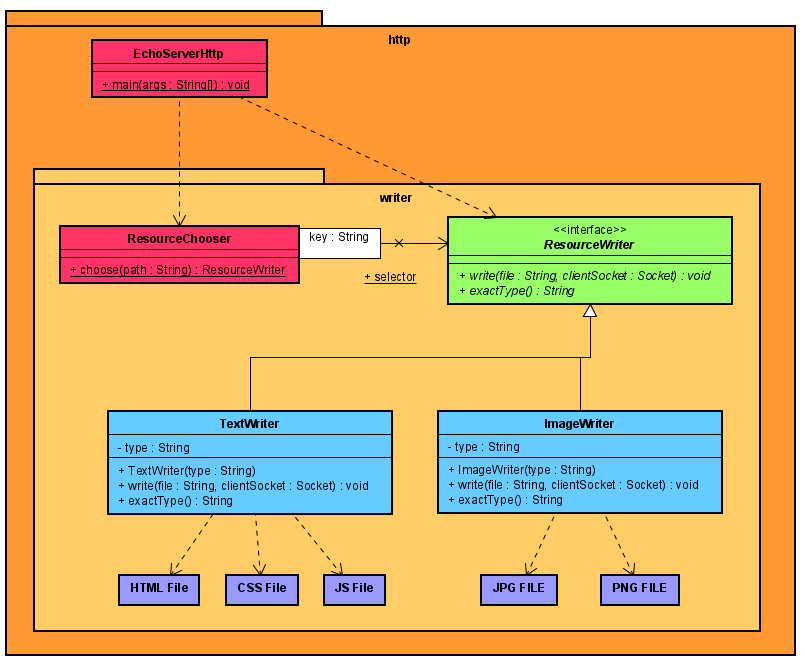 http
EchoServerHttp
+ main(args : String[]) : void
writer
ResourceChooser
+ choose(path : String) : ResourceWriter
key : String
+ selector
<<interface>>
ResourceWriter
+ write(file : String, clientSocket : Socket) : void
+ exactType() : String
TextWriter
- type : String
+ TextWriter(type : String)
+ write(file : String, clientSocket : Socket) : void
+ exactType() : String
ImageWriter
- type : String
+ ImageWriter(type : String)
+ write(file : String, clientSocket : Socket) : void
+ exactType() : String
HTML File
CSS File
JS File
JPG FILE
PNG FILE